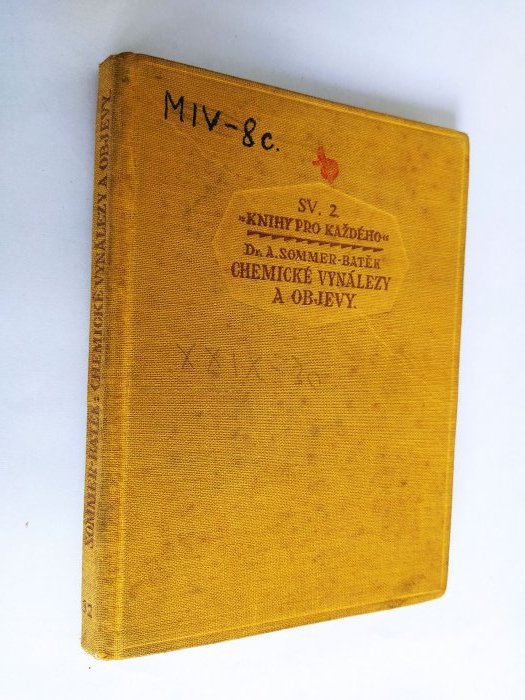 MIV-8c.
SV. 2.
„KNIHY PRO KAŽDÉHO“
Dr. A. SOMMER-BATĚK
CHEMICKÉ VYNÁLEZY
A OBJEVY.
SOMMER-BATĚK: CHEMICKÉ VYNÁLEZY A OBJEVY